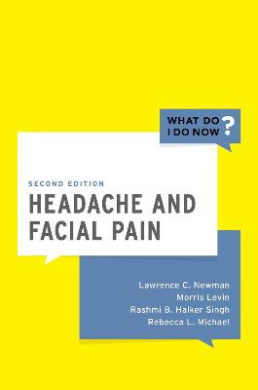 WHAT DO
I DO NOW ?
SECOND EDITION
HEADACHE AND
FACIAL PAIN
Lawrence C. Newman
Morris Levin
Rashmi B. Halker Singh
Rebecca L. Michael